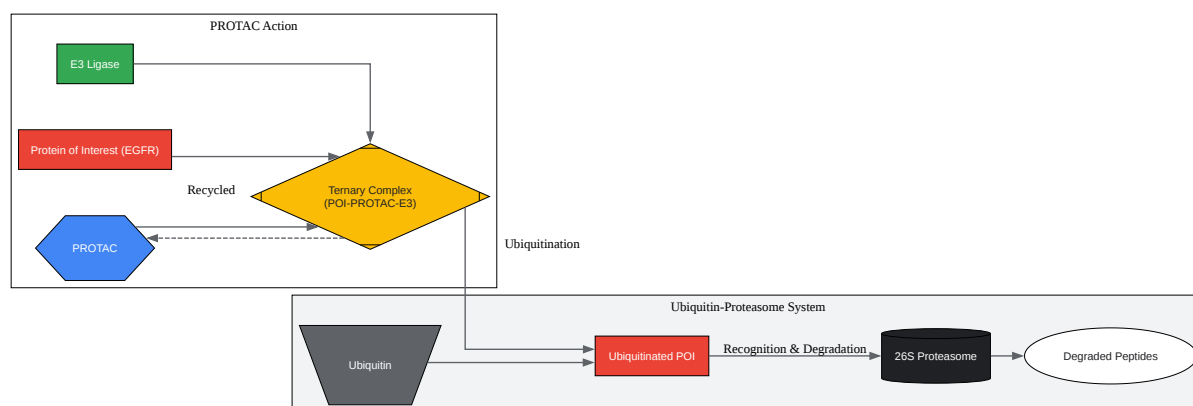 PROTAC Action
E3 Ligase
Protein of Interest (EGFR)
Recycled
Ternary Complex
(POI-PROTAC-E3)
PROTAC
Ubiquitination
Ubiquitin-Proteasome System
Ubiquitin
Ubiquitinated POI
Recognition & Degradation
26S Proteasome
Degraded Peptides